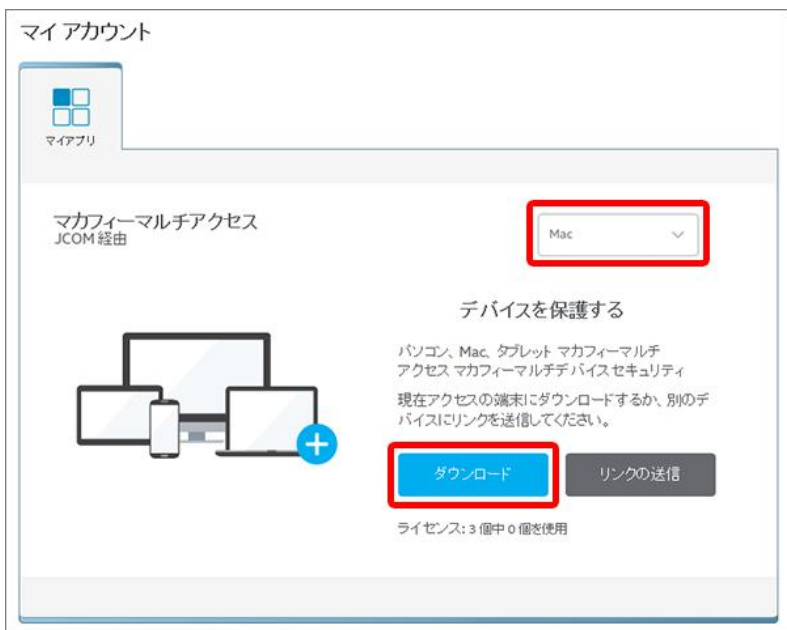 マイ アカウント
マイアプリ
マカフィーマルチアクセス
JCOM 経由
Mac
デバイスを保護する
パソコン、Mac、タブレット マカフィーマルチ
アクセス マカフィーマルチデバイスセキュリティ
現在アクセスの端末にダウンロードするか、別のデ
バイスにリンクを送信してください。
ダウンロード
リンクの送信
ライセンス: 3 個中 0 個を使用